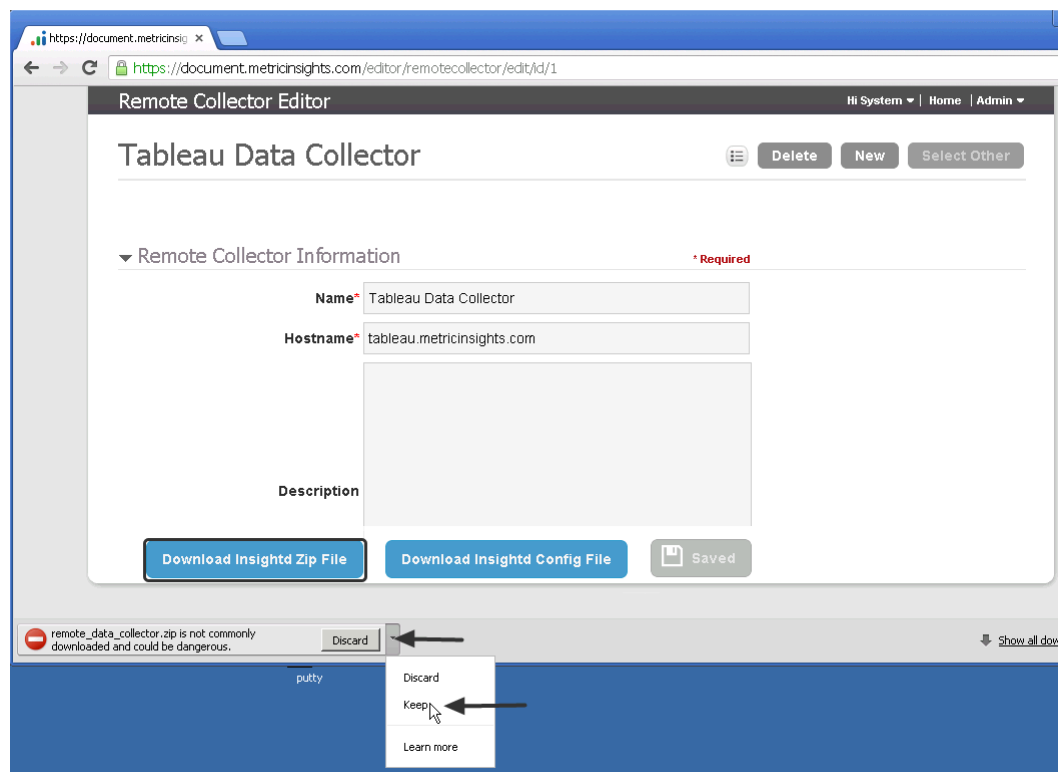 https://document.metricinsig
https://document.metricinsights.com/editor/remotecollector/edit/id/1
Remote Collector Editor
Hi System | Home | Admin
Tableau Data Collector
Delete New Select Other
Remote Collector Information
* Required
Name* Tableau Data Collector
Hostname* tableau.metricinsights.com
Description
Download Insightd Zip File Download Insightd Config File Saved
remote_data_collector.zip is not commonly
downloaded and could be dangerous.
Discard
Show all dow
putty
Discard
Keep
Learn more